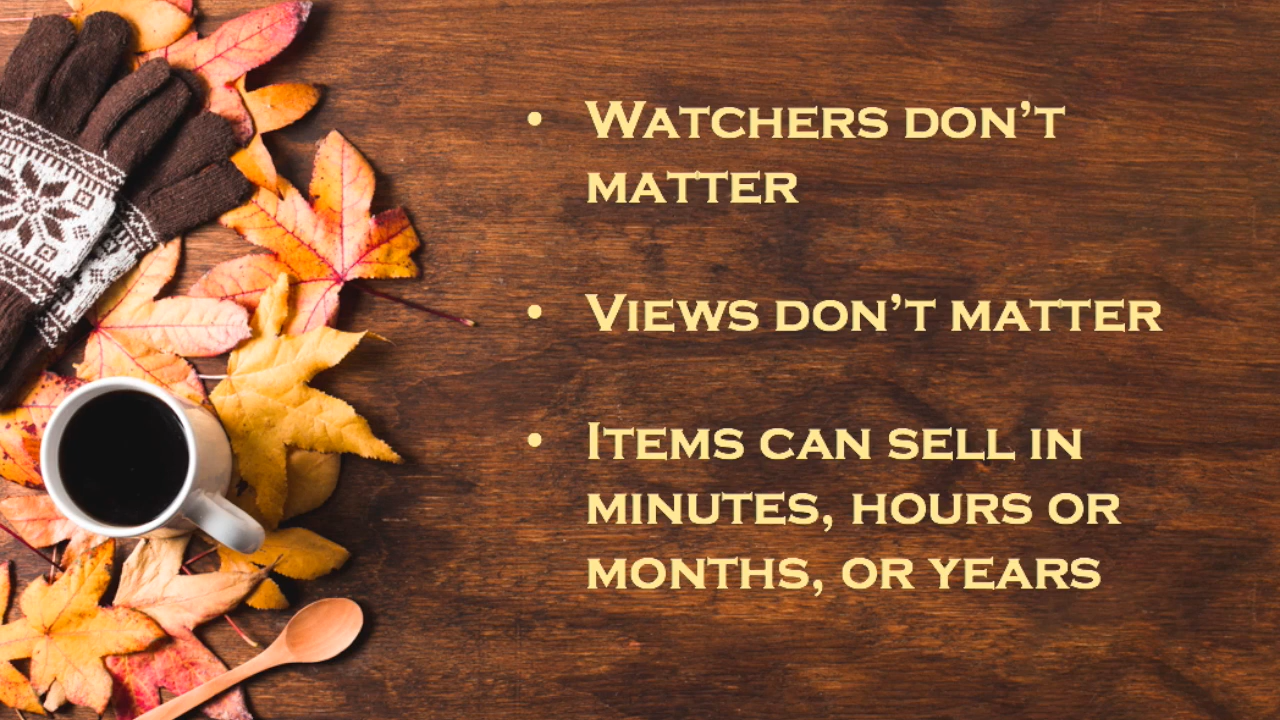 • Watchers don't
matter
• Views don't matter
• Items can sell in
minutes, hours or
months, or years